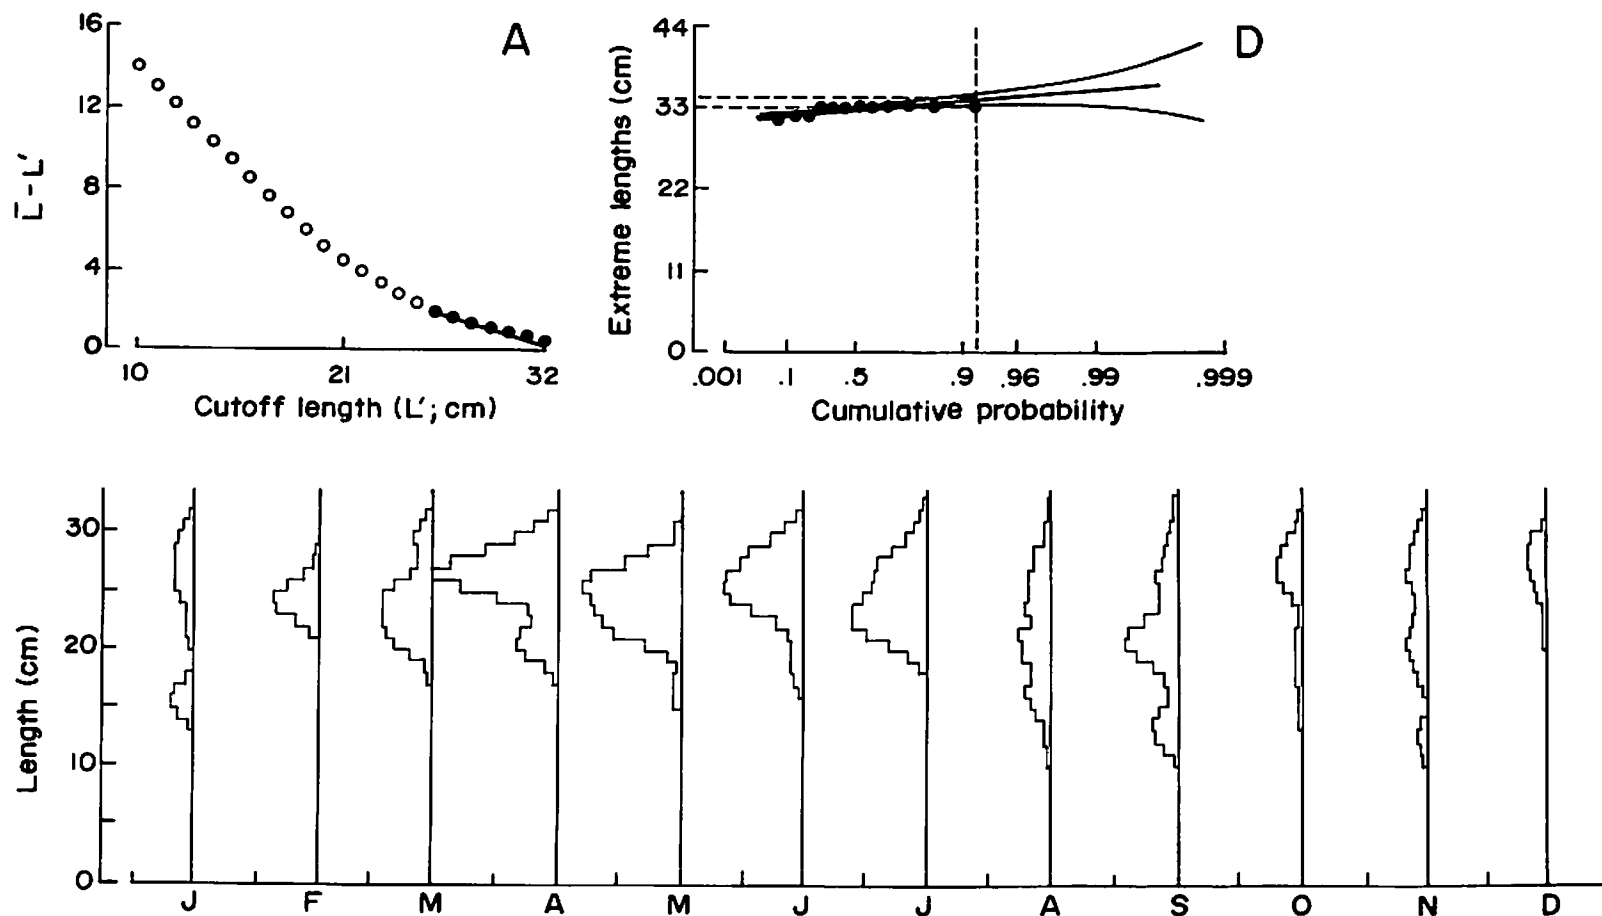 A
16
12
8
4
0
L̄ - L'
10 21 32
Cutoff length (L'; cm)
D
44
33
22
11
0
Extreme lengths (cm)
.001 .1 .5 .9 .96 .99 .999
Cumulative probability
30
20
10
0
Length (cm)
J F M A M J J A S O N D